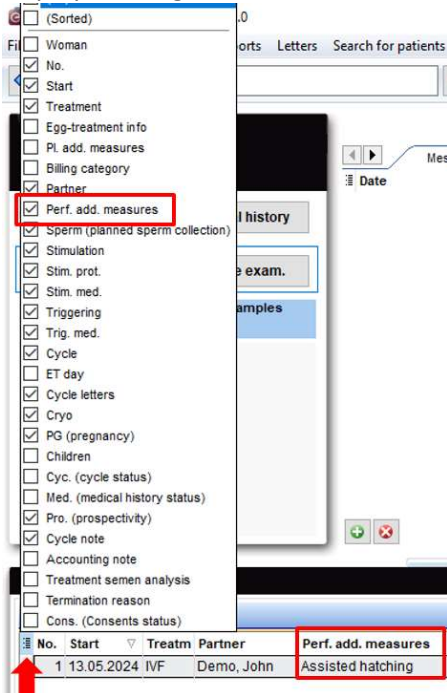 (Sorted)
.0
Woman
orts Letters Search for patients
No.
Start
Treatment
Egg-treatment info
Pl. add. measures
Billing category
Partner
Perf. add. measures
Sperm (planned sperm collection)
Stimulation
Stim. prot.
Stim. med.
Triggering
Trig. med.
Cycle
ET day
Cycle letters
Cryo
PG (pregnancy)
Children
Cyc. (cycle status)
Med. (medical history status)
Pro. (prospectivity)
Cycle note
Accounting note
Treatment semen analysis
Termination reason
Cons. (Consents status)
Mes
Date
l history
e exam.
amples
No. Start Treatm Partner Perf. add. measures
1 13.05.2024 IVF Demo, John Assisted hatching